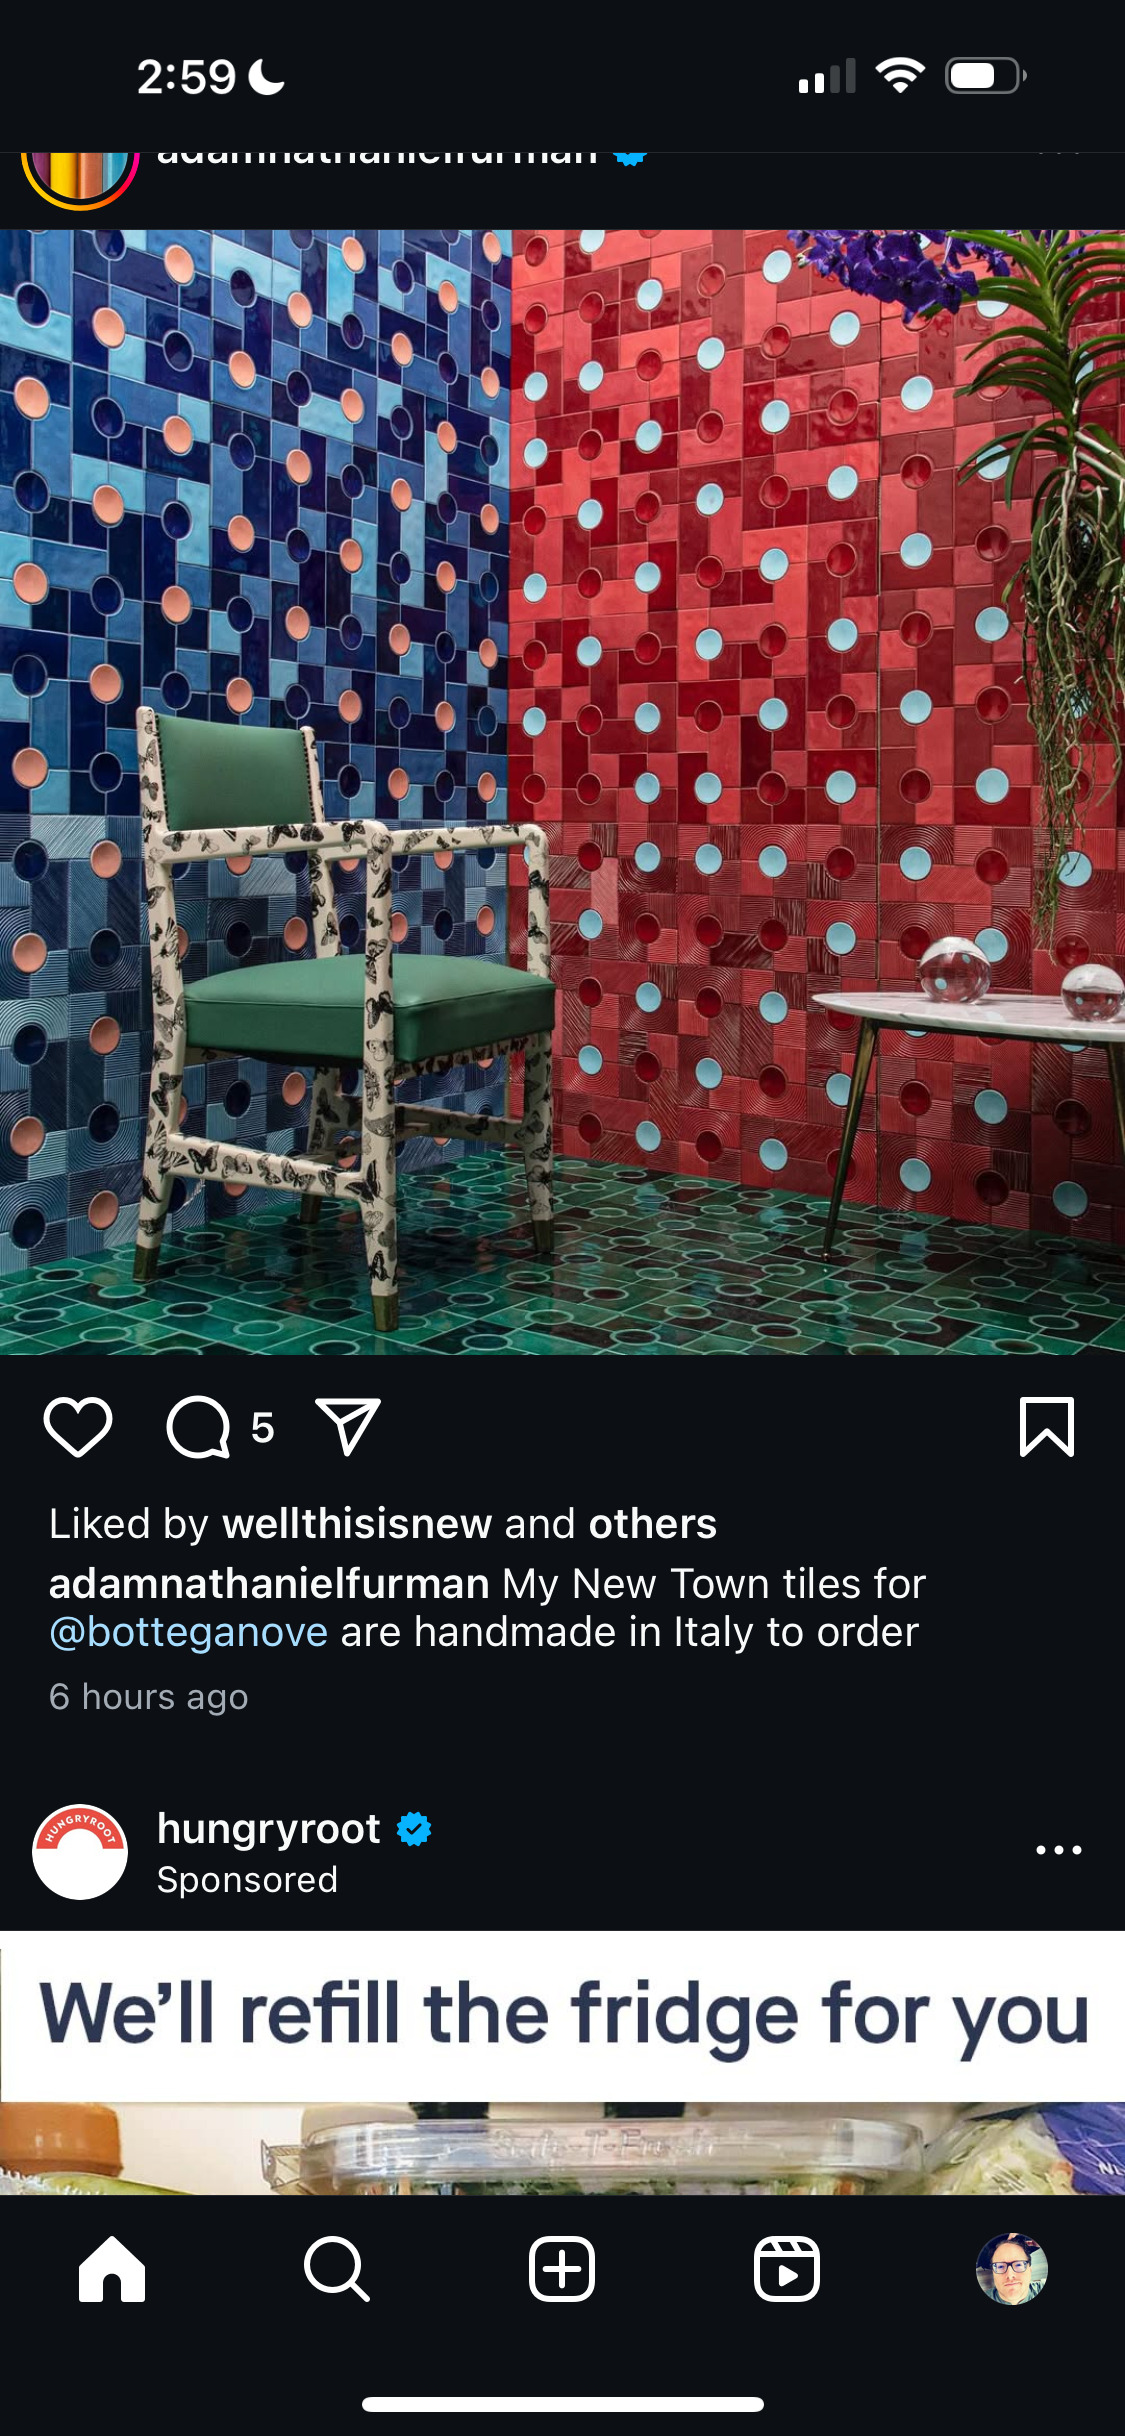 2:59
adamnathanielfurman
5
Liked by wellthisisnew and others
adamnathanielfurman My New Town tiles for
@botteganove are handmade in Italy to order
6 hours ago
HUNGRYROOT
hungryroot
Sponsored
We’ll refill the fridge for you